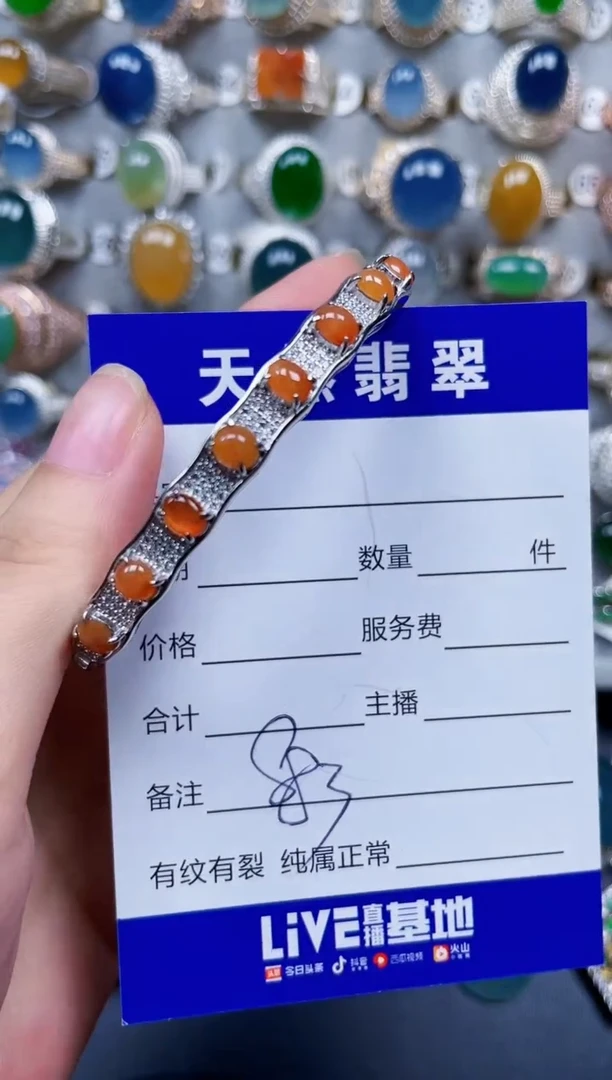 天然翡翠
数量 件
价格 服务费
合计 主播
备注
有纹有裂 纯属正常
LiVE直播基地
今日头条 抖音 西瓜视频 火山